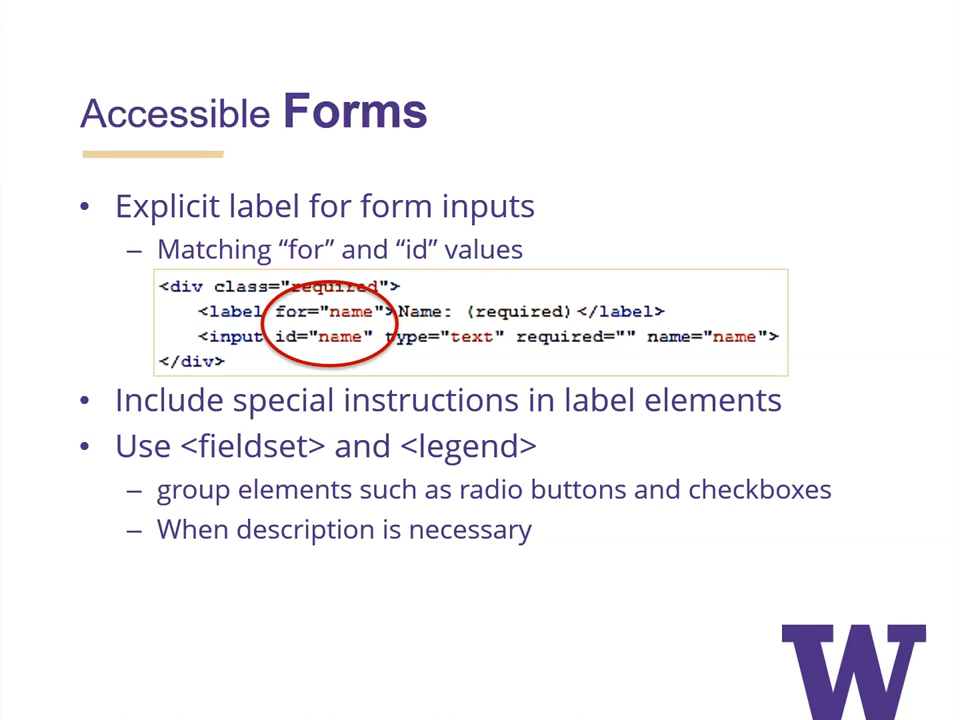 Accessible Forms
• Explicit label for form inputs
– Matching “for” and “id” values
<div class="required">
<label for="name">Name: (required)</label>
<input id="name" type="text" required="" name="name">
</div>
• Include special instructions in label elements
• Use <fieldset> and <legend>
– group elements such as radio buttons and checkboxes
– When description is necessary
W